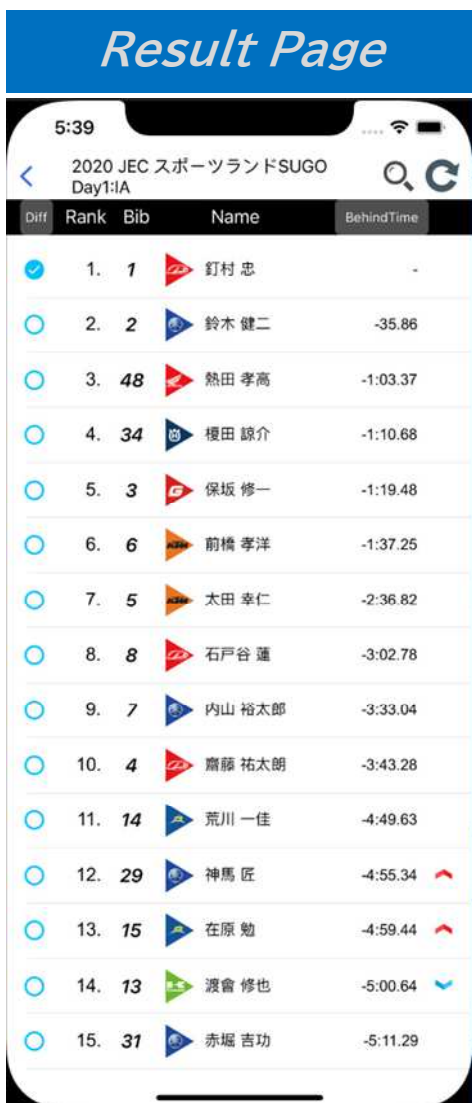 Result Page
5:39
2020 JEC スポーツランドSUGO
Day1:IA
Diff Rank Bib Name BehindTime
1. 1 釘村 忠 -
2. 2 鈴木 健二 -35.86
3. 48 熱田 孝高 -1:03.37
4. 34 榎田 諒介 -1:10.68
5. 3 保坂 修一 -1:19.48
6. 6 KTM 前橋 孝洋 -1:37.25
7. 5 KTM 太田 幸仁 -2:36.82
8. 8 石戸谷 蓮 -3:02.78
9. 7 内山 裕太郎 -3:33.04
10. 4 齋藤 祐太朗 -3:43.28
11. 14 荒川 一佳 -4:49.63
12. 29 神馬 匠 -4:55.34
13. 15 在原 勉 -4:59.44
14. 13 渡會 修也 -5:00.64
15. 31 赤堀 吉功 -5:11.29